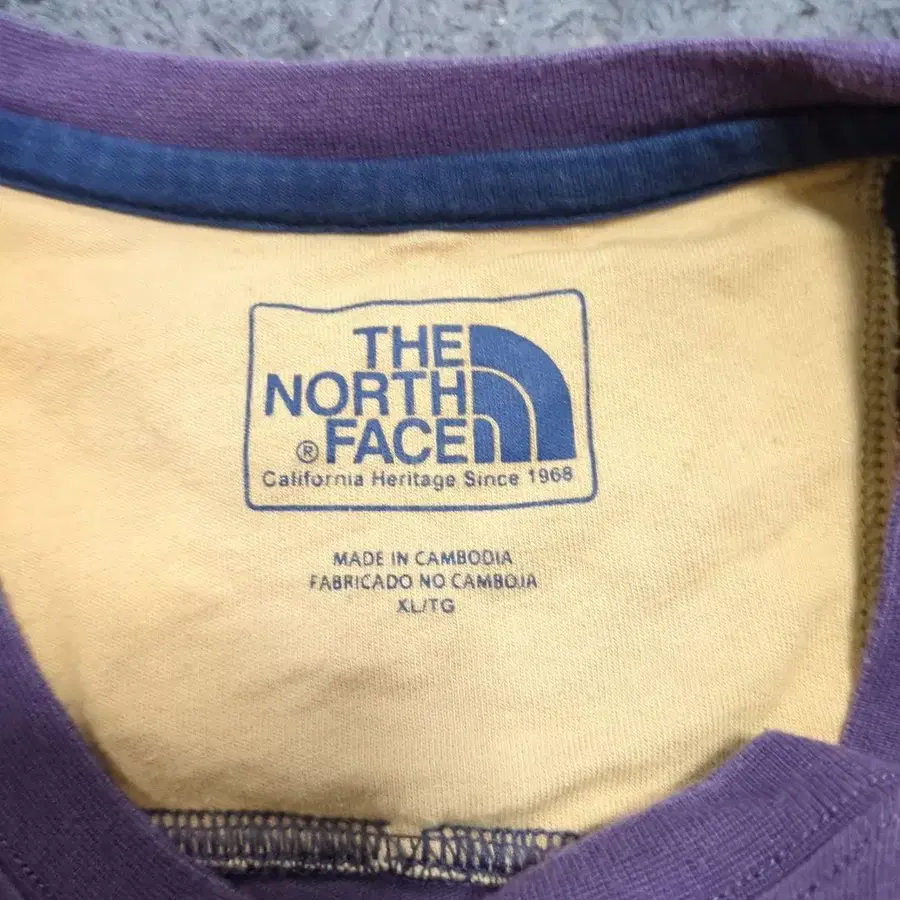 THE
NORTH
® FACE
California Heritage Since 1968
MADE IN CAMBODIA
FABRICADO NO CAMBOJA
XL/TG